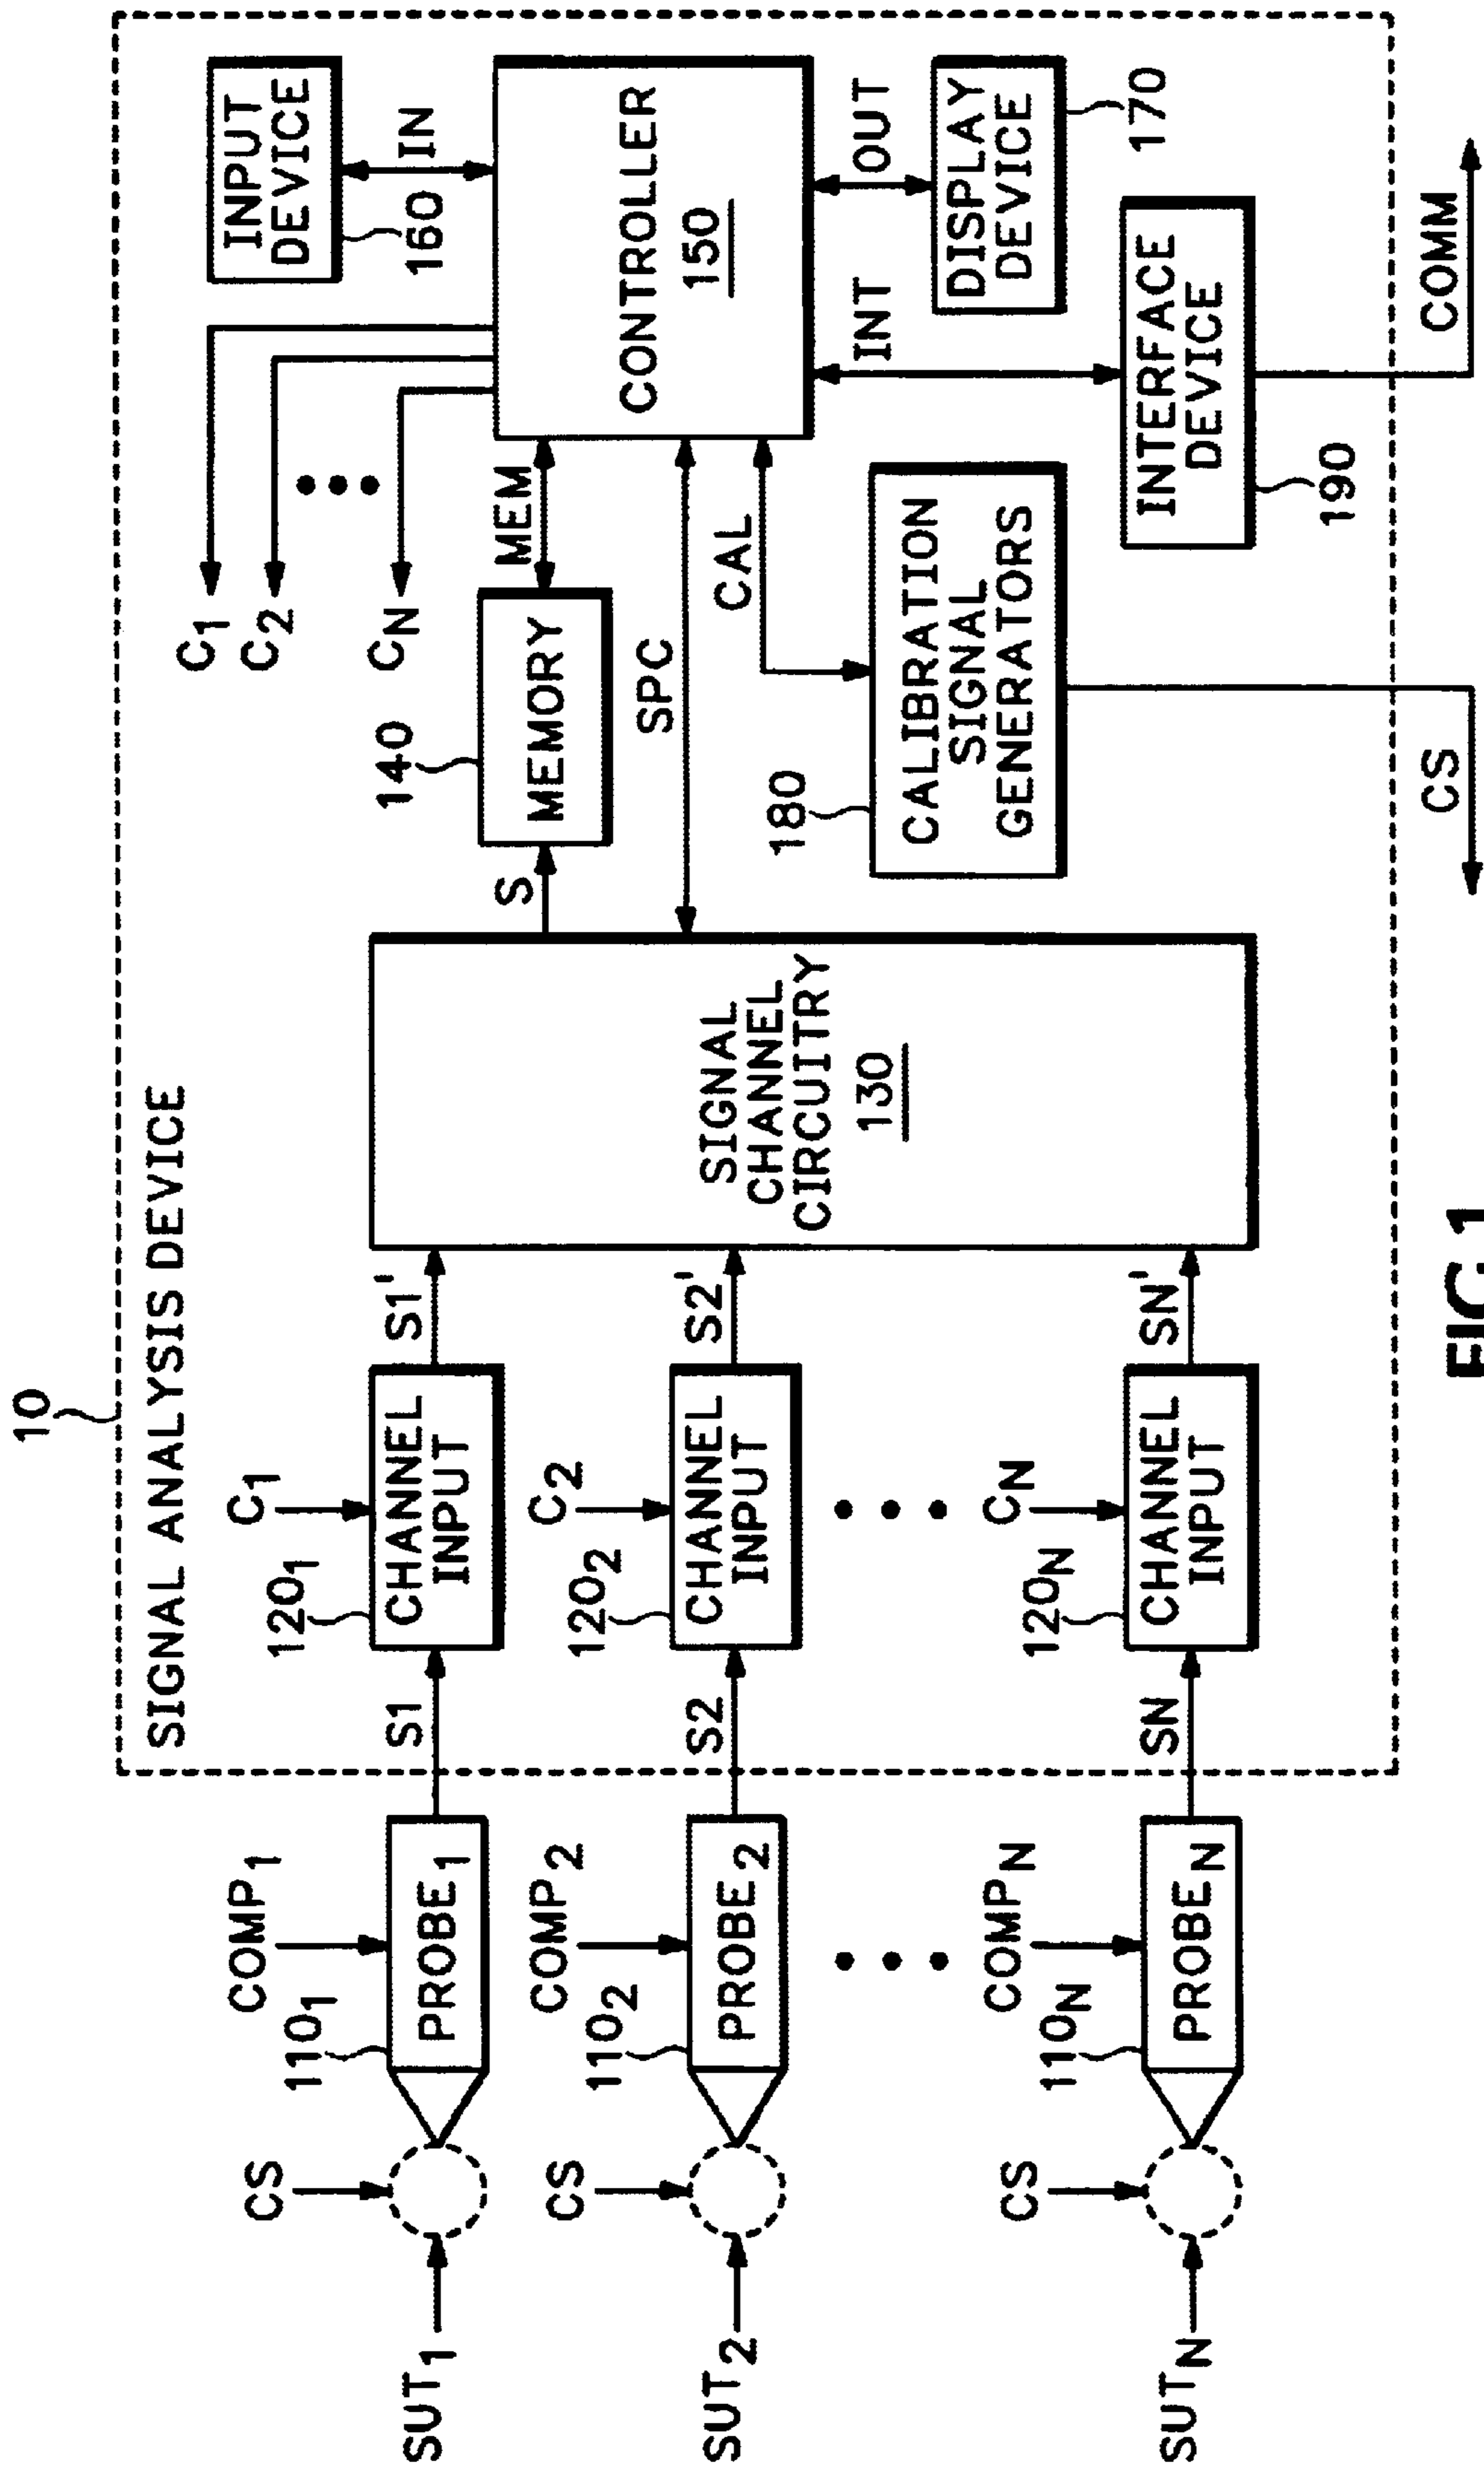 10
SIGNAL ANALYSIS DEVICE
SUT1
CS
COMP1
1101
PROBE1
S1
C1
1201
CHANNEL
INPUT
S1'
SUT2
CS
COMP2
1102
PROBE2
S2
C2
1202
CHANNEL
INPUT
S2'
SUTN
CS
COMPN
110N
PROBEN
SN
CN
120N
CHANNEL
INPUT
SN'
SIGNAL
CHANNEL
CIRCUITRY
130
S
140
MEMORY
MEM
SPC
CAL
C1
C2
CN
INPUT
DEVICE
160
IN
CONTROLLER
150
OUT
DISPLAY
DEVICE
170
INT
180
CALIBRATION
SIGNAL
GENERATORS
INTERFACE
DEVICE
190
CS
COMM
FIG.1